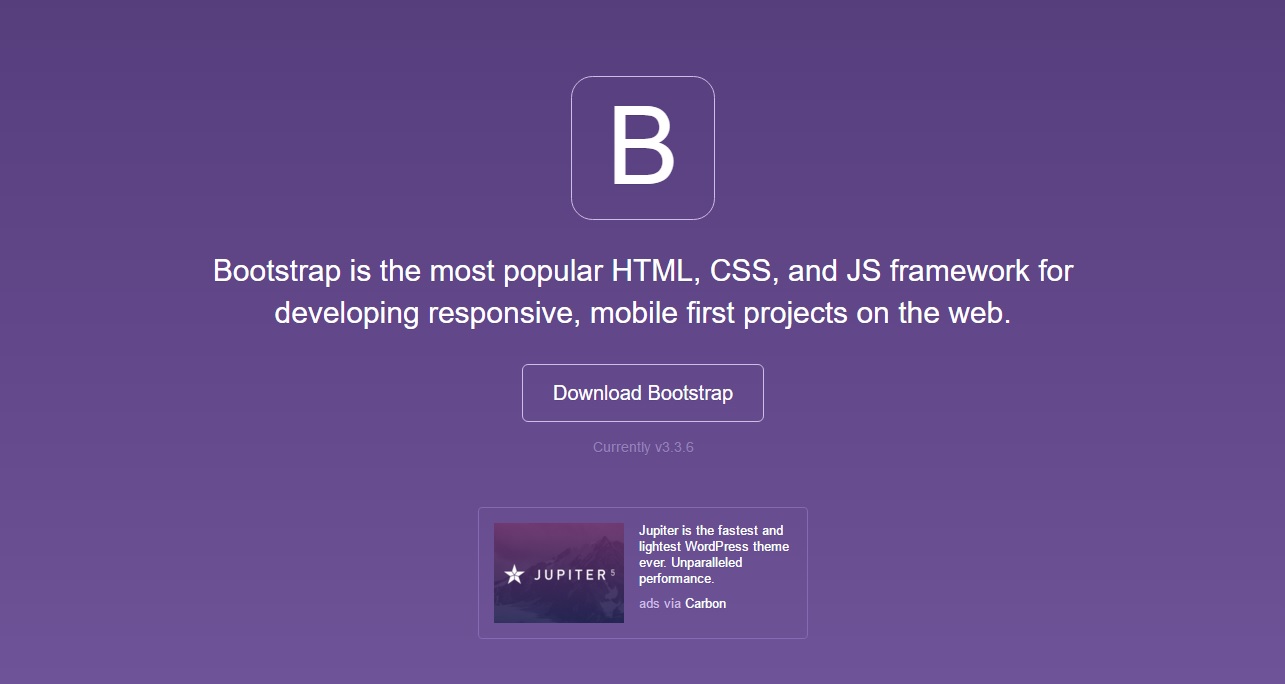 B
Bootstrap is the most popular HTML, CSS, and JS framework for
developing responsive, mobile first projects on the web.
Download Bootstrap
Currently v3.3.6
JUPITER 5
Jupiter is the fastest and
lightest WordPress theme
ever. Unparalleled
performance.
ads via Carbon